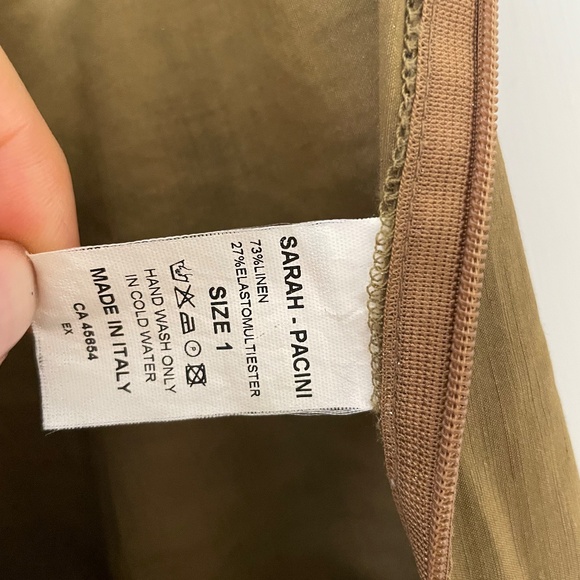 SARAH - PACINI
73%LINEN
27%ELASTOMULTIESTER
SIZE 1
HAND WASH ONLY
IN COLD WATER
MADE IN ITALY
CA 45654
EX